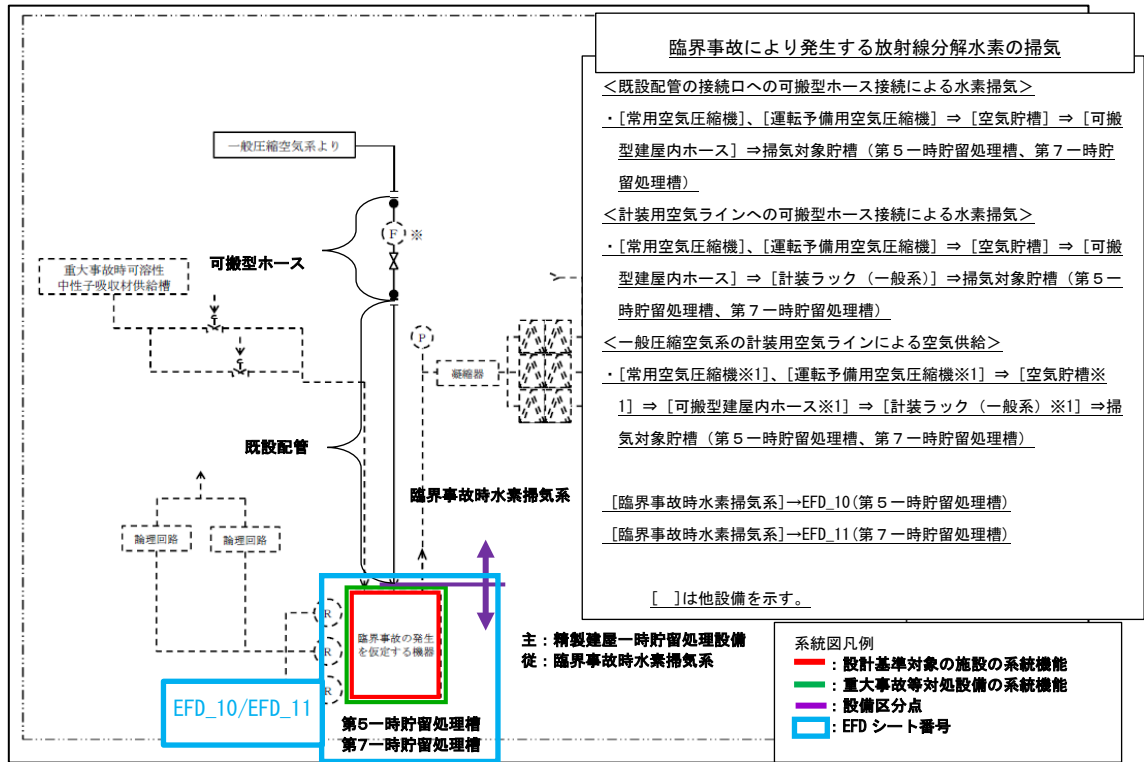 臨界事故により発生する放射線分解水素の掃気
＜既設配管の接続口への可搬型ホース接続による水素掃気＞
・[常用空気圧縮機]、[運転予備用空気圧縮機] ⇒ [空気貯槽] ⇒ [可搬
型建屋内ホース] ⇒掃気対象貯槽（第５一時貯留処理槽、第７一時貯
留処理槽）
＜計装用空気ラインへの可搬型ホース接続による水素掃気＞
・[常用空気圧縮機]、[運転予備用空気圧縮機] ⇒ [空気貯槽] ⇒ [可搬
型建屋内ホース] ⇒ [計装ラック（一般系）] ⇒掃気対象貯槽（第５一
時貯留処理槽、第７一時貯留処理槽）
＜一般圧縮空気系の計装用空気ラインによる空気供給＞
・[常用空気圧縮機※1]、[運転予備用空気圧縮機※1] ⇒ [空気貯槽※
1] ⇒ [可搬型建屋内ホース※1] ⇒ [計装ラック（一般系）※1] ⇒掃
気対象貯槽（第５一時貯留処理槽、第７一時貯留処理槽）
[臨界事故時水素掃気系]→EFD_10(第５一時貯留処理槽)
[臨界事故時水素掃気系]→EFD_11(第７一時貯留処理槽)
[　]は他設備を示す。
一般圧縮空気系より
F ※
可搬型ホース
重大事故時可溶性
中性子吸収材供給槽
P
凝縮器
既設配管
臨界事故時水素掃気系
論理回路
論理回路
R
R
R
臨界事故の発生
を仮定する機器
主：精製建屋一時貯留処理設備
従：臨界事故時水素掃気系
EFD_10/EFD_11
第５一時貯留処理槽
第７一時貯留処理槽
系統図凡例
：設計基準対象の施設の系統機能
：重大事故等対処設備の系統機能
：設備区分点
：EFD シート番号